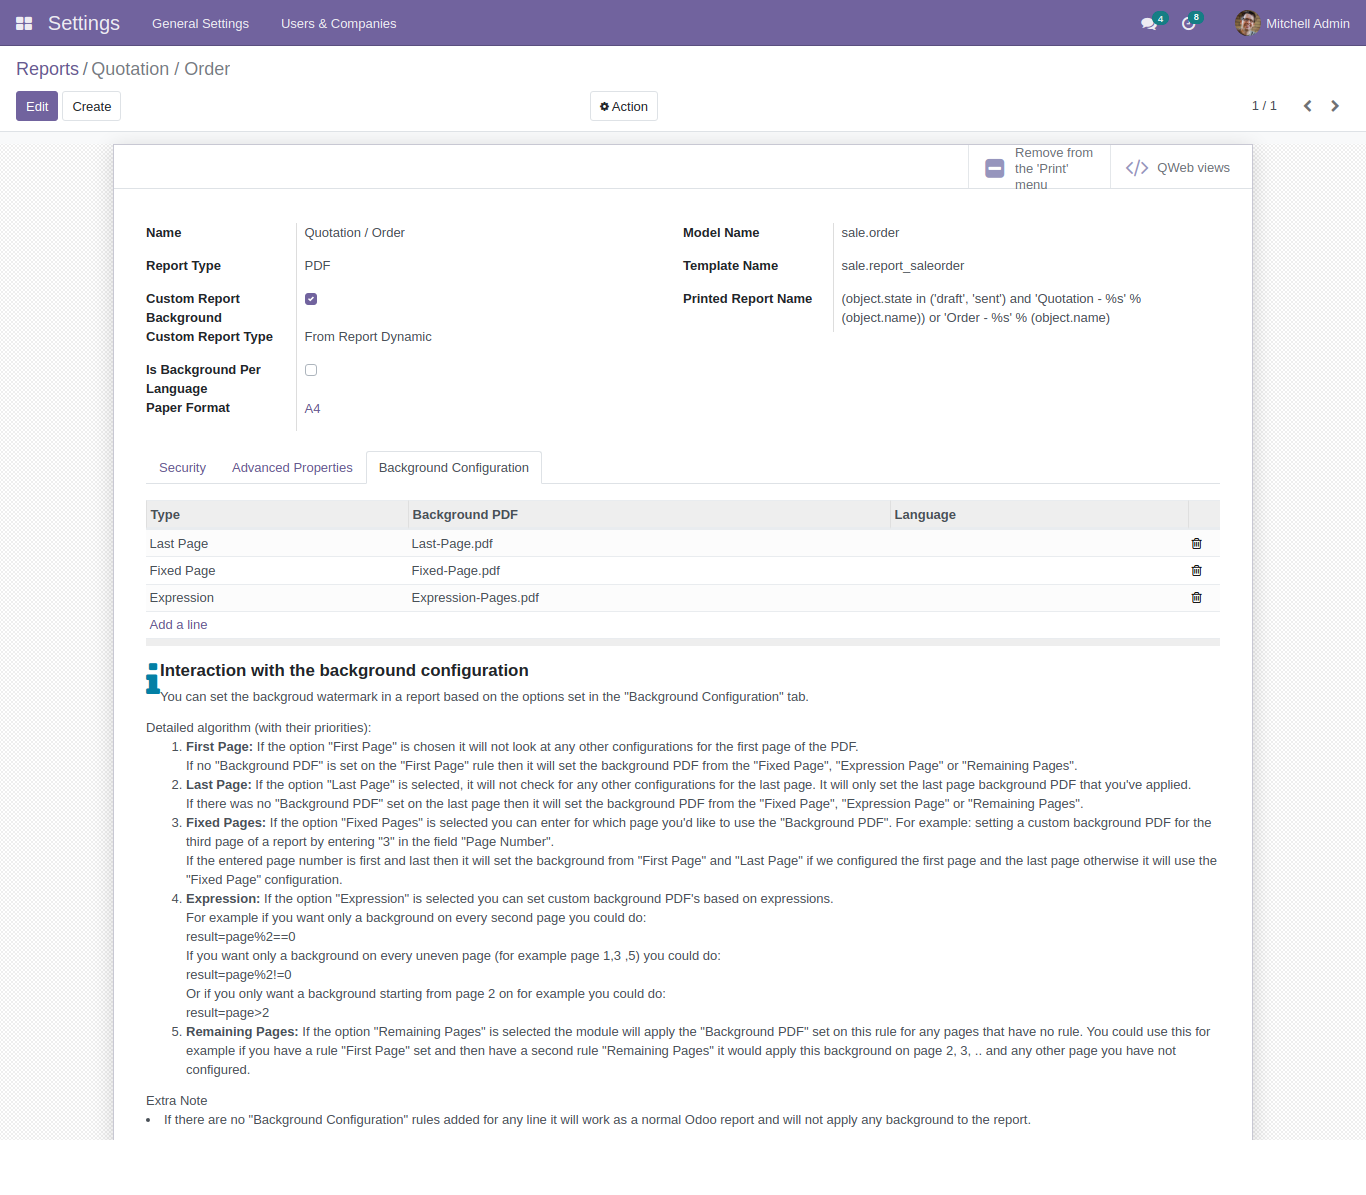 Settings General Settings Users & Companies 4 8 Mitchell Admin
Reports / Quotation / Order
Edit Create Action 1 / 1
Remove from
the 'Print'
menu
QWeb views
Name Quotation / Order
Report Type PDF
Custom Report
Background
Custom Report Type From Report Dynamic
Is Background Per
Language
Paper Format A4
Model Name sale.order
Template Name sale.report_saleorder
Printed Report Name (object.state in ('draft', 'sent') and 'Quotation - %s' %
(object.name)) or 'Order - %s' % (object.name)
Security Advanced Properties Background Configuration
Type Background PDF Language
Last Page Last-Page.pdf
Fixed Page Fixed-Page.pdf
Expression Expression-Pages.pdf
Add a line
Interaction with the background configuration
You can set the backgroud watermark in a report based on the options set in the "Background Configuration" tab.
Detailed algorithm (with their priorities):
1. First Page: If the option "First Page" is chosen it will not look at any other configurations for the first page of the PDF.
If no "Background PDF" is set on the "First Page" rule then it will set the background PDF from the "Fixed Page", "Expression Page" or "Remaining Pages".
2. Last Page: If the option "Last Page" is selected, it will not check for any other configurations for the last page. It will only set the last page background PDF that you've applied.
If there was no "Background PDF" set on the last page then it will set the background PDF from the "Fixed Page", "Expression Page" or "Remaining Pages".
3. Fixed Pages: If the option "Fixed Pages" is selected you can enter for which page you'd like to use the "Background PDF". For example: setting a custom background PDF for the
third page of a report by entering "3" in the field "Page Number".
If the entered page number is first and last then it will set the background from "First Page" and "Last Page" if we configured the first page and the last page otherwise it will use the
"Fixed Page" configuration.
4. Expression: If the option "Expression" is selected you can set custom background PDF's based on expressions.
For example if you want only a background on every second page you could do:
result=page%2==0
If you want only a background on every uneven page (for example page 1,3 ,5) you could do:
result=page%2!=0
Or if you only want a background starting from page 2 on for example you could do:
result=page>2
5. Remaining Pages: If the option "Remaining Pages" is selected the module will apply the "Background PDF" set on this rule for any pages that have no rule. You could use this for
example if you have a rule "First Page" set and then have a second rule "Remaining Pages" it would apply this background on page 2, 3, .. and any other page you have not
configured.
Extra Note
• If there are no "Background Configuration" rules added for any line it will work as a normal Odoo report and will not apply any background to the report.